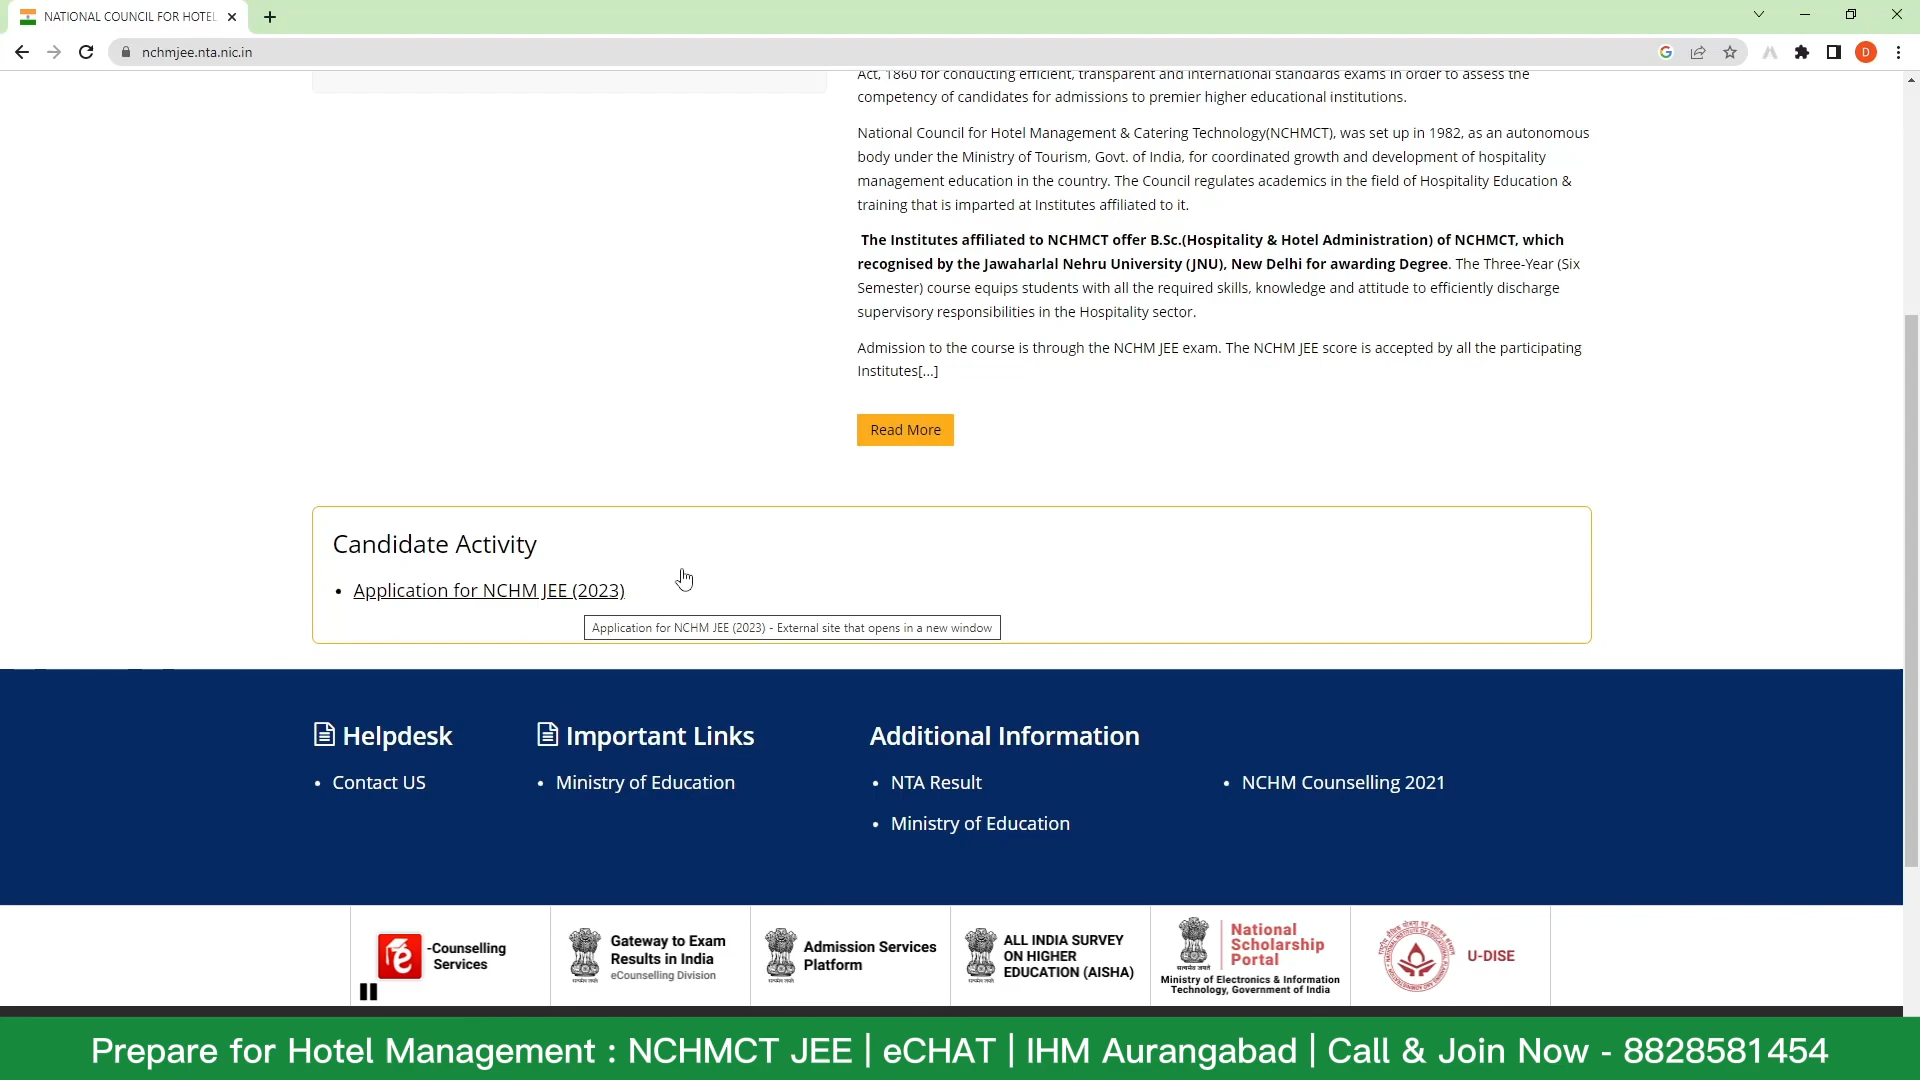 NATIONAL COUNCIL FOR HOTEL
nchmjee.nta.nic.in
D
Act, 1860 for conducting efficient, transparent and international standards exams in order to assess the
competency of candidates for admissions to premier higher educational institutions.
National Council for Hotel Management & Catering Technology(NCHMCT), was set up in 1982, as an autonomous
body under the Ministry of Tourism, Govt. of India, for coordinated growth and development of hospitality
management education in the country. The Council regulates academics in the field of Hospitality Education &
training that is imparted at Institutes affiliated to it.
The Institutes affiliated to NCHMCT offer B.Sc.(Hospitality & Hotel Administration) of NCHMCT, which
recognised by the Jawaharlal Nehru University (JNU), New Delhi for awarding Degree. The Three-Year (Six
Semester) course equips students with all the required skills, knowledge and attitude to efficiently discharge
supervisory responsibilities in the Hospitality sector.
Admission to the course is through the NCHM JEE exam. The NCHM JEE score is accepted by all the participating
Institutes[...]
Read More
Candidate Activity
• Application for NCHM JEE (2023)
Application for NCHM JEE (2023) - External site that opens in a new window
Helpdesk
• Contact US
Important Links
• Ministry of Education
Additional Information
• NTA Result
• NCHM Counselling 2021
• Ministry of Education
e -Counselling
Services
Gateway to Exam
Results in India
eCounselling Division
सत्यमेव जयते
Admission Services
Platform
सत्यमेव जयते
ALL INDIA SURVEY
ON HIGHER
EDUCATION (AISHA)
सत्यमेव जयते
National
Scholarship
Portal
सत्यमेव जयते
Ministry of Electronics & Information
Technology, Government of India
U-DISE
Prepare for Hotel Management : NCHMCT JEE | eCHAT | IHM Aurangabad | Call & Join Now - 8828581454